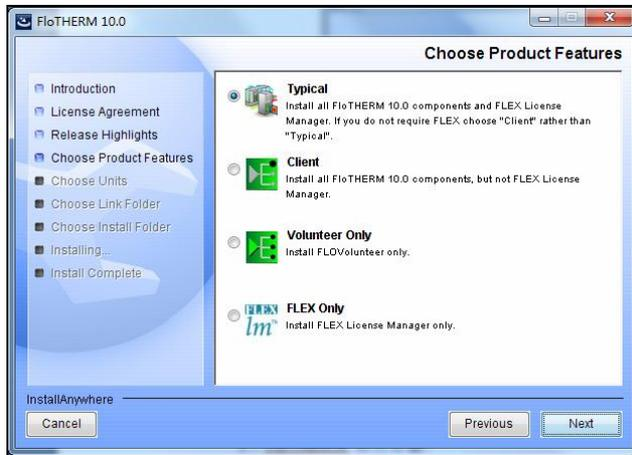 FloTHERM 10.0
Choose Product Features
Introduction
License Agreement
Release Highlights
Choose Product Features
Choose Units
Choose Link Folder
Choose Install Folder
Installing...
Install Complete
Typical
Install all FloTHERM 10.0 components and FLEX License
Manager. If you do not require FLEX choose "Client" rather than
"Typical".
Client
Install all FloTHERM 10.0 components, but not FLEX License
Manager.
Volunteer Only
Install FLOVolunteer only.
FLEX
lm™
FLEX Only
Install FLEX License Manager only.
InstallAnywhere
Cancel
Previous
Next